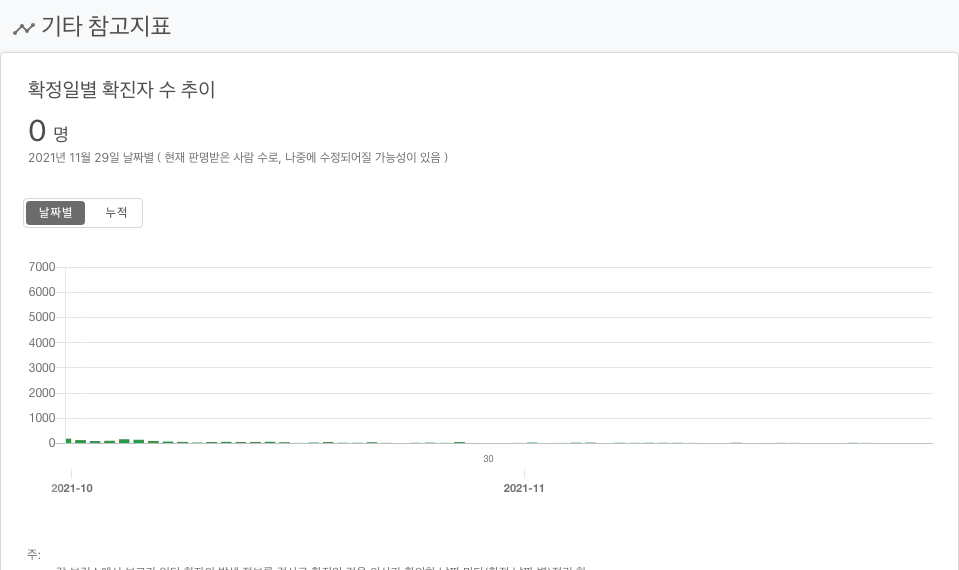 기타 참고지표
확정일별 확진자 수 추이
0 명
2021년 11월 29일 날짜별 ( 현재 판명받은 사람 수로, 나중에 수정되어질 가능성이 있음 )
날짜별 누적
7000
6000
5000
4000
3000
2000
1000
0
30
2021-10 2021-11
주: